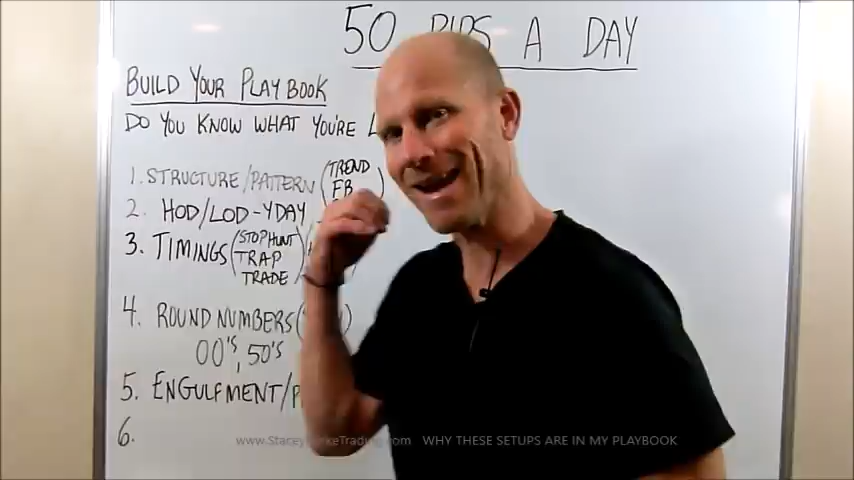 50 PIPS A DAY
BUILD YOUR PLAYBOOK
DO YOU KNOW WHAT YOU'RE L
1. STRUCTURE/PATTERN (TREND
FB )
2. HOD/LOD-YDAY
3. TIMINGS (STOP HUNT
TRAP
TRADE )
4. ROUND NUMBERS (
00'S, 50'S
5. ENGULFMENT/P
6.
WHY THESE SETUPS ARE IN MY PLAYBOOK